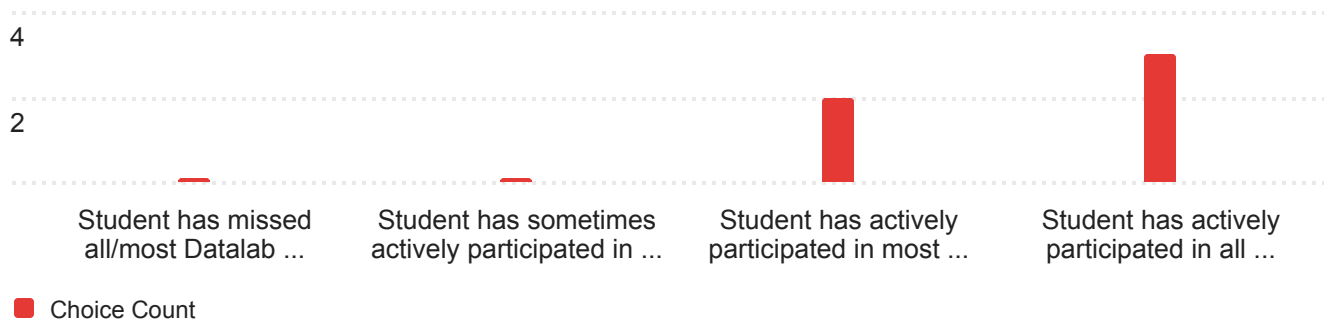 4
2
Student has missed
all/most Datalab ...
Student has sometimes
actively participated in ...
Student has actively
participated in most ...
Student has actively
participated in all ...
Choice Count